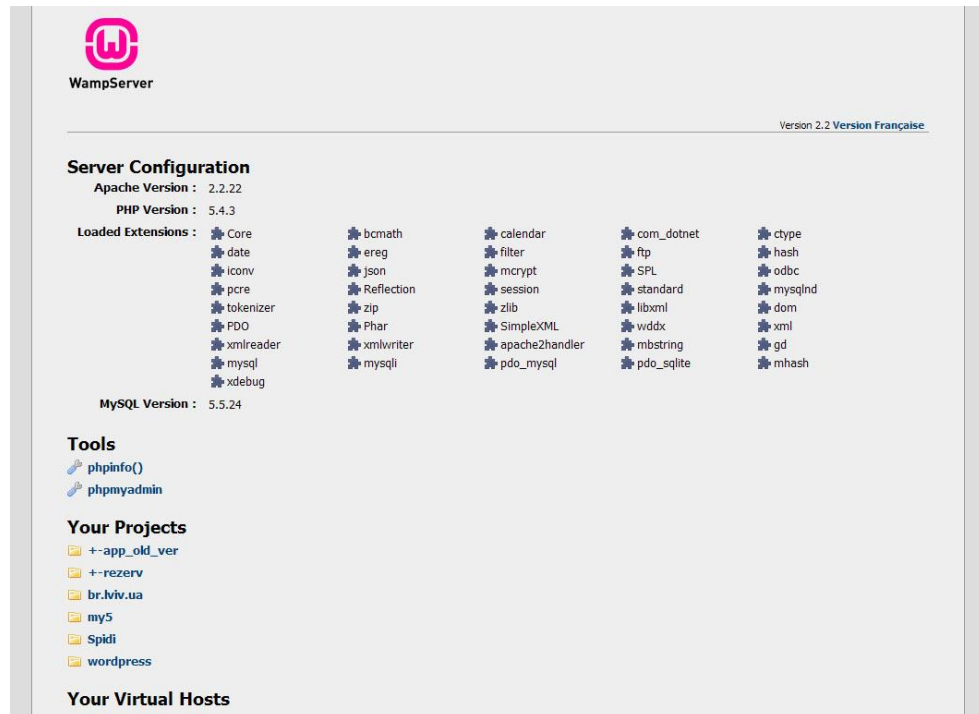 W
WampServer
Version 2.2 Version Française
Server Configuration
Apache Version : 2.2.22
PHP Version : 5.4.3
Loaded Extensions : Core bcmath calendar com_dotnet ctype
date ereg filter ftp hash
iconv json mcrypt SPL odbc
pcre Reflection session standard mysqlnd
tokenizer zip zlib libxml dom
PDO Phar SimpleXML wddx xml
xmlreader xmlwriter apache2handler mbstring gd
mysql mysqli pdo_mysql pdo_sqlite mhash
xdebug
MySQL Version : 5.5.24
Tools
phpinfo()
phpmyadmin
Your Projects
+-app_old_ver
+-rezerv
br.lviv.ua
my5
Spidi
wordpress
Your Virtual Hosts